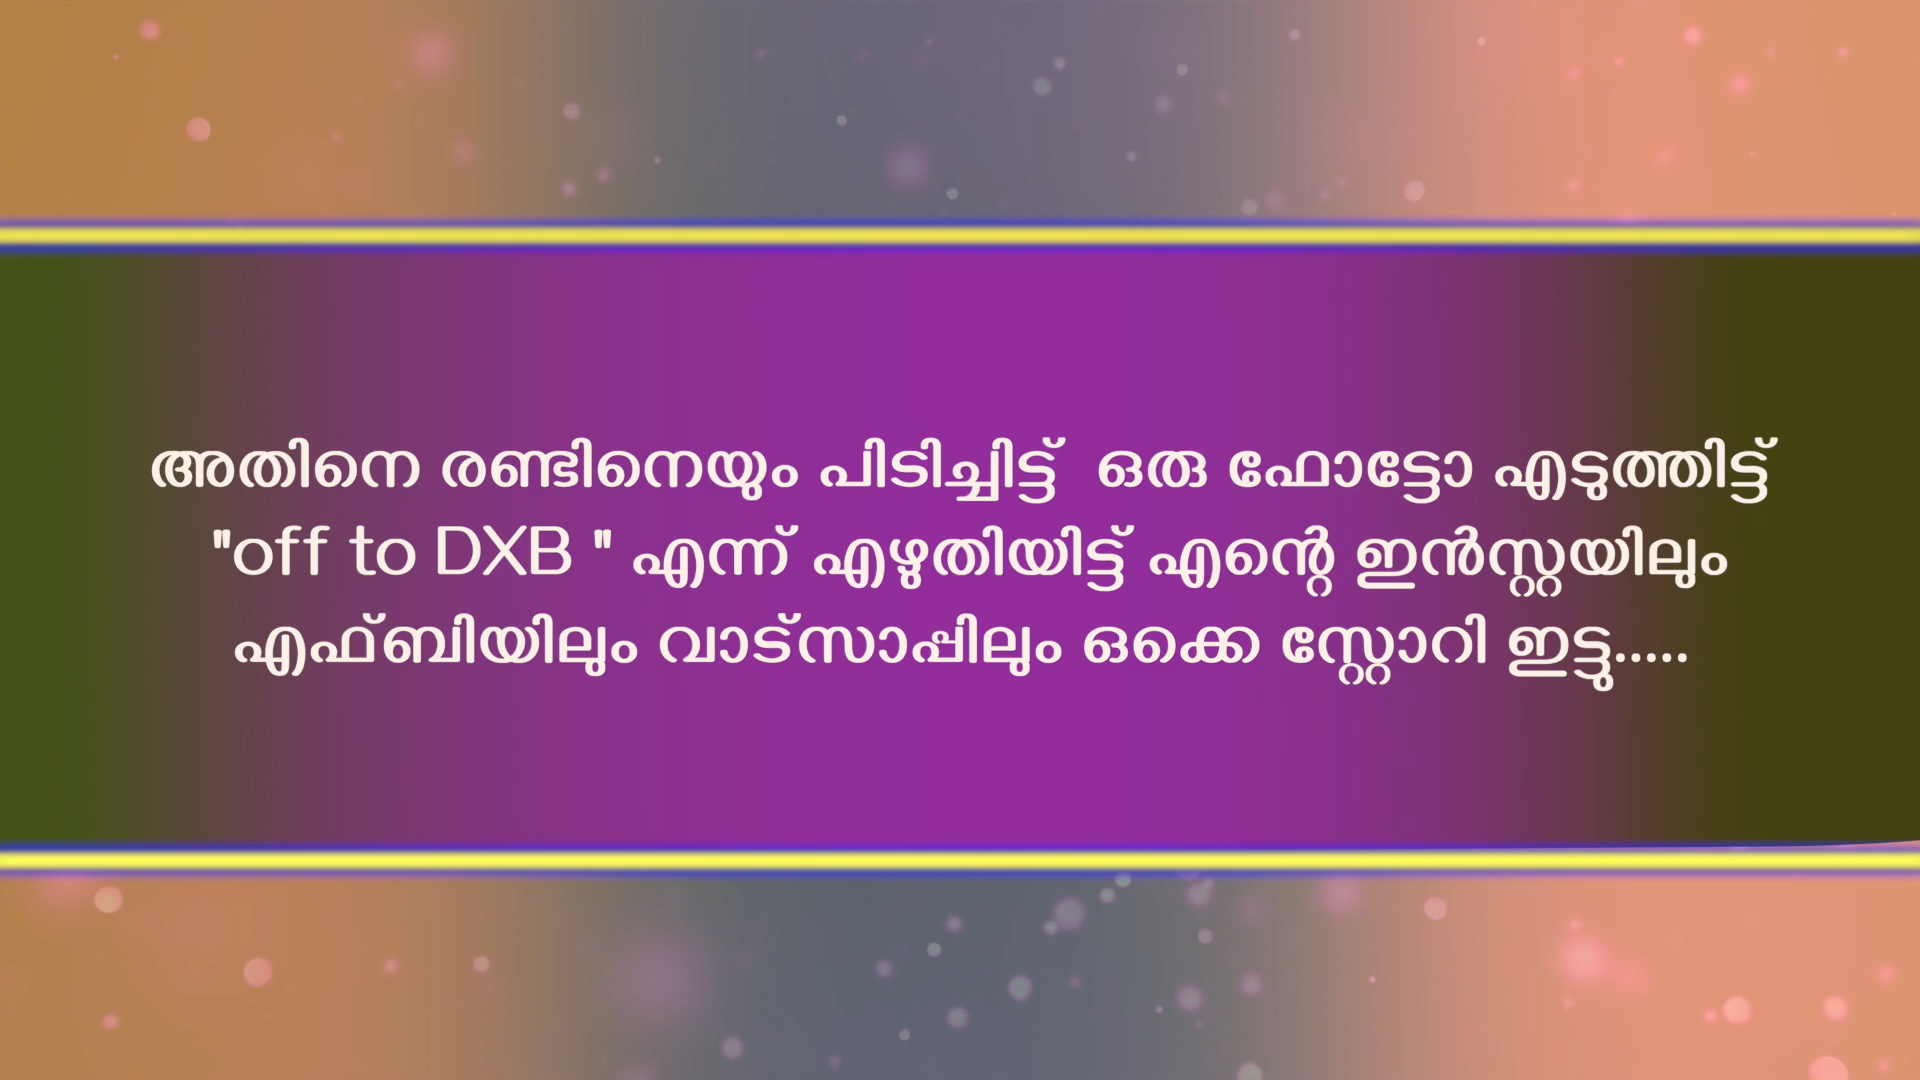 അതിനെ രണ്ടിനെയും പിടിച്ചിട്ട് ഒരു ഫോട്ടോ എടുത്തിട്ട്
"off to DXB " എന്ന് എഴുതിയിട്ട് എന്റെ ഇൻസ്റ്റയിലും
എഫ്ബിയിലും വാട്സാപ്പിലും ഒക്കെ സ്റ്റോറി ഇട്ടു.....